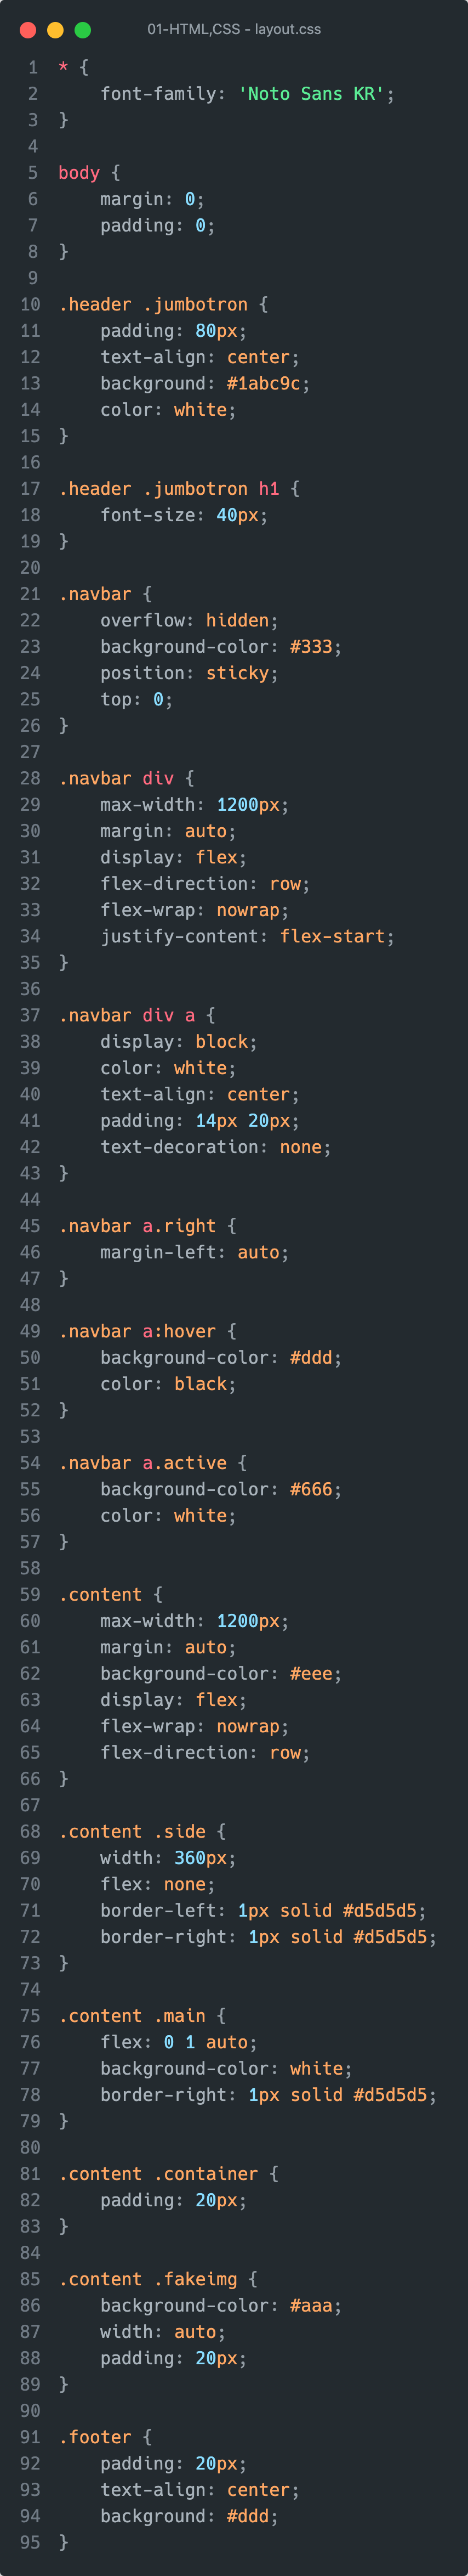 01-HTML,CSS - layout.css
1 * {
2     font-family: 'Noto Sans KR';
3 }
4
5 body {
6     margin: 0;
7     padding: 0;
8 }
9
10 .header .jumbotron {
11     padding: 80px;
12     text-align: center;
13     background: #1abc9c;
14     color: white;
15 }
16
17 .header .jumbotron h1 {
18     font-size: 40px;
19 }
20
21 .navbar {
22     overflow: hidden;
23     background-color: #333;
24     position: sticky;
25     top: 0;
26 }
27
28 .navbar div {
29     max-width: 1200px;
30     margin: auto;
31     display: flex;
32     flex-direction: row;
33     flex-wrap: nowrap;
34     justify-content: flex-start;
35 }
36
37 .navbar div a {
38     display: block;
39     color: white;
40     text-align: center;
41     padding: 14px 20px;
42     text-decoration: none;
43 }
44
45 .navbar a.right {
46     margin-left: auto;
47 }
48
49 .navbar a:hover {
50     background-color: #ddd;
51     color: black;
52 }
53
54 .navbar a.active {
55     background-color: #666;
56     color: white;
57 }
58
59 .content {
60     max-width: 1200px;
61     margin: auto;
62     background-color: #eee;
63     display: flex;
64     flex-wrap: nowrap;
65     flex-direction: row;
66 }
67
68 .content .side {
69     width: 360px;
70     flex: none;
71     border-left: 1px solid #d5d5d5;
72     border-right: 1px solid #d5d5d5;
73 }
74
75 .content .main {
76     flex: 0 1 auto;
77     background-color: white;
78     border-right: 1px solid #d5d5d5;
79 }
80
81 .content .container {
82     padding: 20px;
83 }
84
85 .content .fakeimg {
86     background-color: #aaa;
87     width: auto;
88     padding: 20px;
89 }
90
91 .footer {
92     padding: 20px;
93     text-align: center;
94     background: #ddd;
95 }